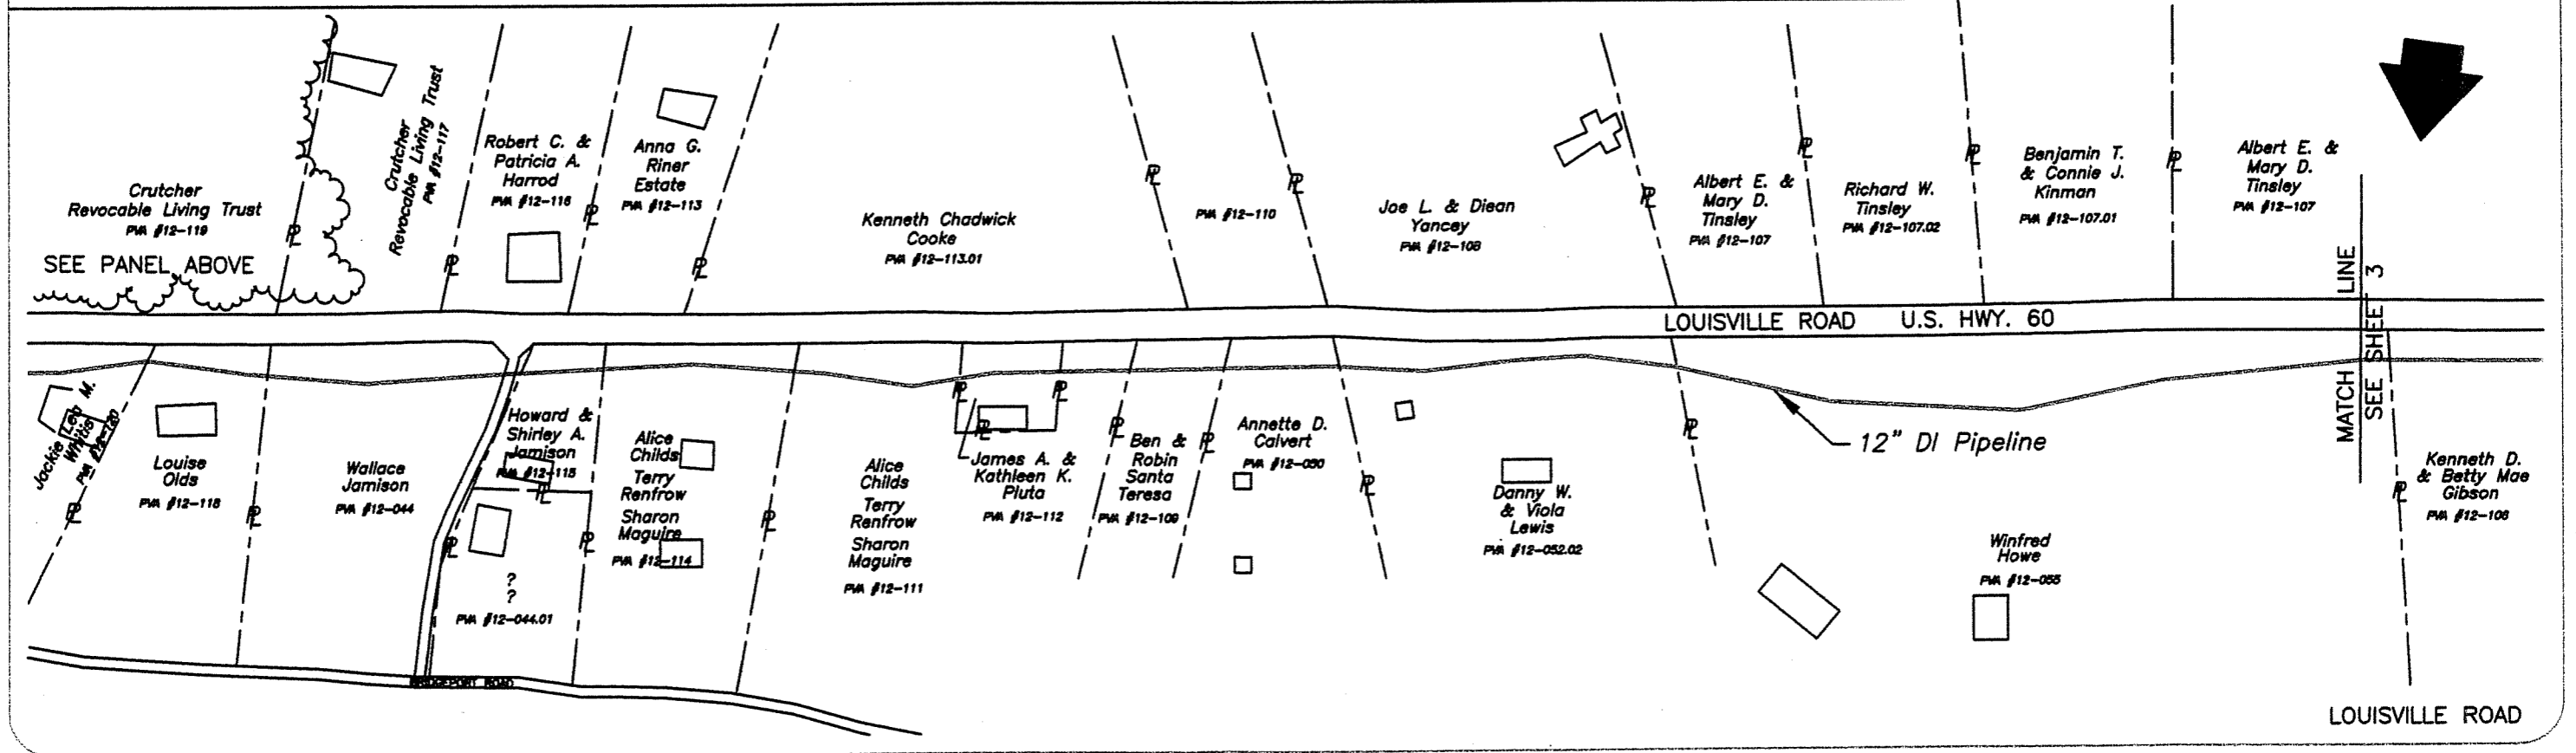 Crutcher
Revocable Living Trust
PVA #12-119
SEE PANEL ABOVE
Crutcher
Revocable Living Trust
PVA #12-117
Robert C. &
Patricia A.
Harrod
PVA #12-116
Anna G.
Riner
Estate
PVA #12-113
Kenneth Chadwick
Cooke
PVA #12-113.01
PVA #12-110
Joe L. & Diean
Yancey
PVA #12-108
Albert E. &
Mary D.
Tinsley
PVA #12-107
Richard W.
Tinsley
PVA #12-107.02
Benjamin T.
& Connie J.
Kinman
PVA #12-107.01
Albert E. &
Mary D.
Tinsley
PVA #12-107
MATCH LINE
SEE SHEET 3
LOUISVILLE ROAD U.S. HWY. 60
Jackie M.
Whitis
PVA #12-120
Louise
Olds
PVA #12-118
Wallace
Jamison
PVA #12-044
Howard &
Shirley A.
Jamison
PVA #12-115
?
?
PVA #12-044.01
Alice
Childs
Terry
Renfrow
Sharon
Maguire
PVA #12-114
Alice
Childs
Terry
Renfrow
Sharon
Maguire
PVA #12-111
James A. &
Kathleen K.
Pluta
PVA #12-112
Ben &
Robin
Santa
Teresa
PVA #12-109
Annette D.
Calvert
PVA #12-050
Danny W.
& Viola
Lewis
PVA #12-052.02
12" DI Pipeline
Winfred
Howe
PVA #12-055
Kenneth D.
& Betty Mae
Gibson
PVA #12-106
BRIDGEPORT ROAD
LOUISVILLE ROAD